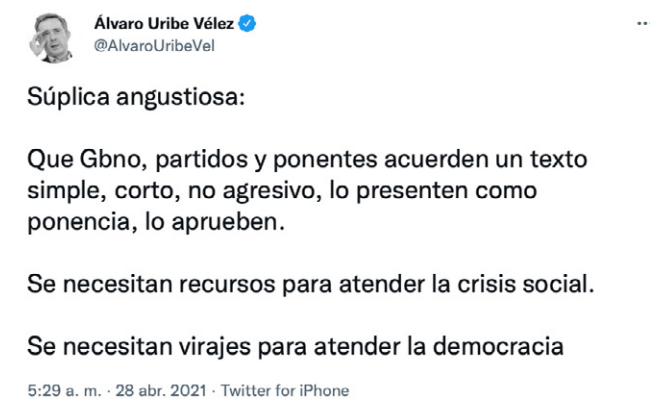 Álvaro Uribe Vélez
@AlvaroUribeVel
Súplica angustiosa:
Que Gbno, partidos y ponentes acuerden un texto
simple, corto, no agresivo, lo presenten como
ponencia, lo aprueben.
Se necesitan recursos para atender la crisis social.
Se necesitan virajes para atender la democracia
5:29 a. m. · 28 abr. 2021 · Twitter for iPhone